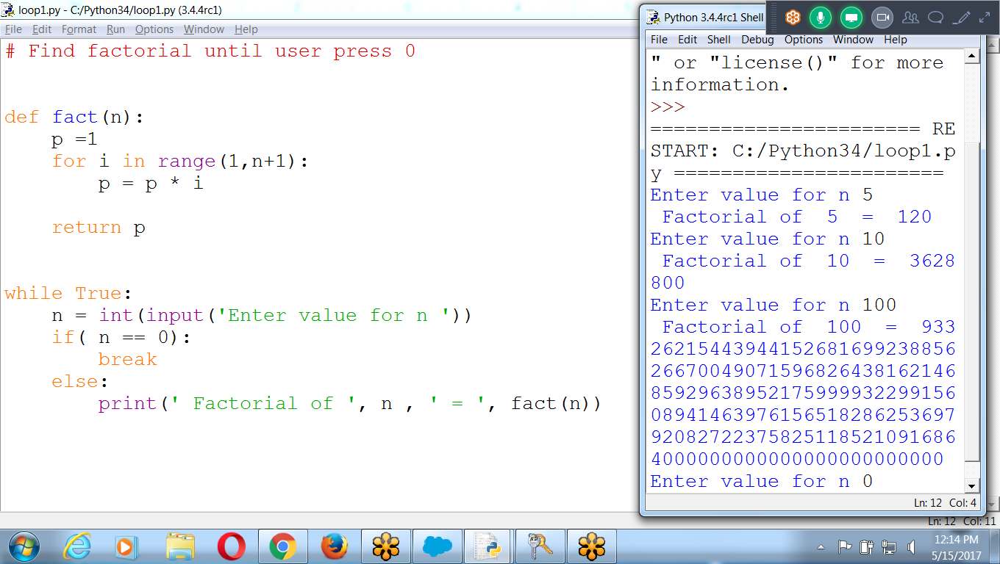 loop1.py - C:/Python34/loop1.py (3.4.4rc1)
File Edit Format Run Options Window Help
# Find factorial until user press 0
def fact(n):
    p =1
    for i in range(1,n+1):
        p = p * i
    return p
while True:
    n = int(input('Enter value for n '))
    if( n == 0):
        break
    else:
        print(' Factorial of ', n , ' = ', fact(n))
Python 3.4.4rc1 Shell
File Edit Shell Debug Options Window Help
" or "license()" for more
information.
>>>
======================= RE
START: C:/Python34/loop1.p
y =======================
Enter value for n 5
 Factorial of  5  =  120
Enter value for n 10
 Factorial of  10  =  3628
800
Enter value for n 100
 Factorial of  100  =  933
26215443944152681699238856
26670049071596826438162146
85929638952175999932299156
08941463976156518286253697
92082722375825118521091686
4000000000000000000000000
Enter value for n 0
Ln: 12 Col: 4
Ln: 12 Col: 11
12:14 PM
5/15/2017